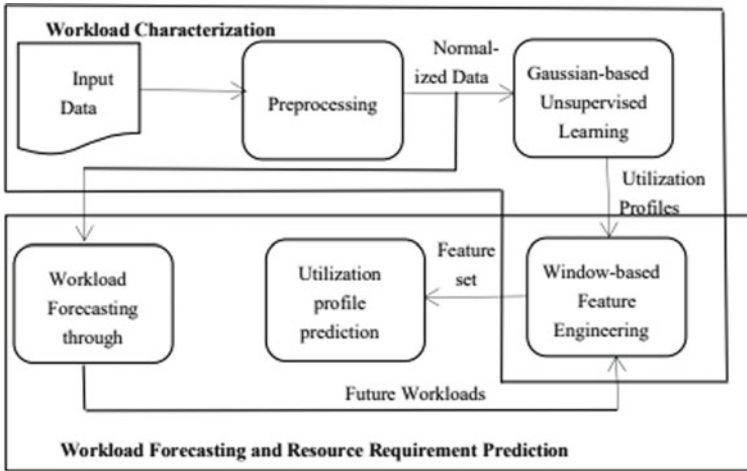 Workload Characterization
Input
Data
Preprocessing
Normal-
ized Data
Gaussian-based
Unsupervised
Learning
Utilization
Profiles
Workload
Forecasting
through
Utilization
profile
prediction
Feature
set
Window-based
Feature
Engineering
Future Workloads
Workload Forecasting and Resource Requirement Prediction